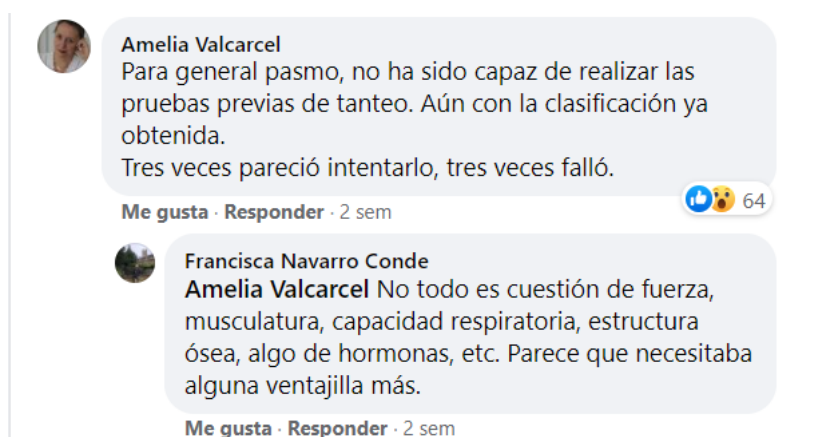 Amelia Valcarcel
Para general pasmo, no ha sido capaz de realizar las
pruebas previas de tanteo. Aún con la clasificación ya
obtenida.
Tres veces pareció intentarlo, tres veces falló.
64
Me gusta · Responder · 2 sem
Francisca Navarro Conde
Amelia Valcarcel No todo es cuestión de fuerza,
musculatura, capacidad respiratoria, estructura
ósea, algo de hormonas, etc. Parece que necesitaba
alguna ventajilla más.
Me gusta · Responder · 2 sem